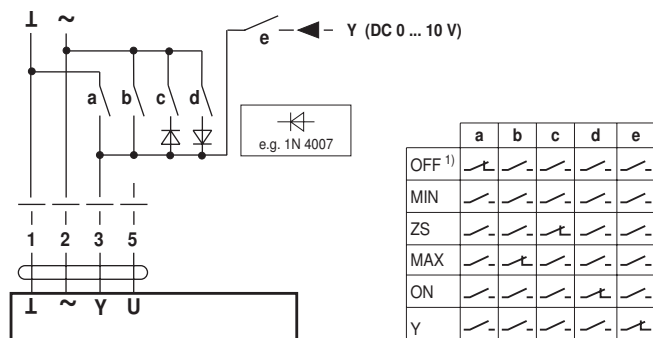 ⊥ ~
e Y (DC 0 ... 10 V)
a b c d
e.g. 1N 4007
1 2 3 5
⊥ ~ Y U
a b c d e
OFF 1)
MIN
ZS
MAX
ON
Y